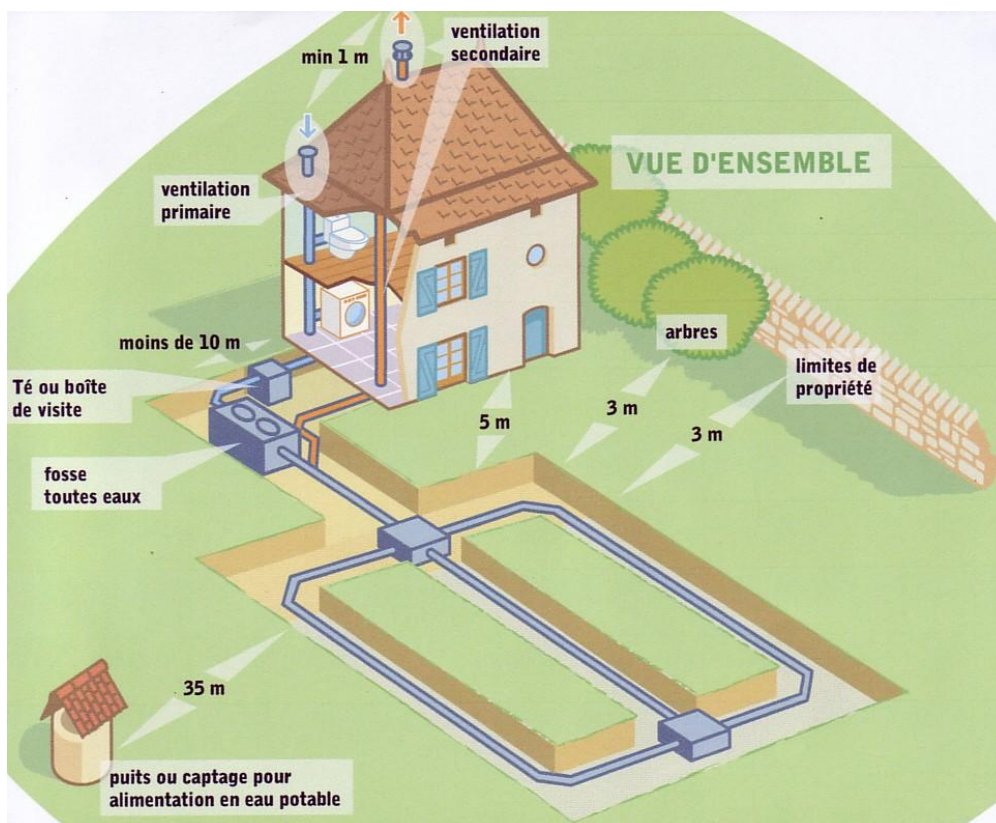 ventilation
secondaire
min 1 m
VUE D'ENSEMBLE
ventilation
primaire
moins de 10 m
arbres
limites de
propriété
Té ou boîte
de visite
5 m
3 m
3 m
fosse
toutes eaux
35 m
puits ou captage pour
alimentation en eau potable